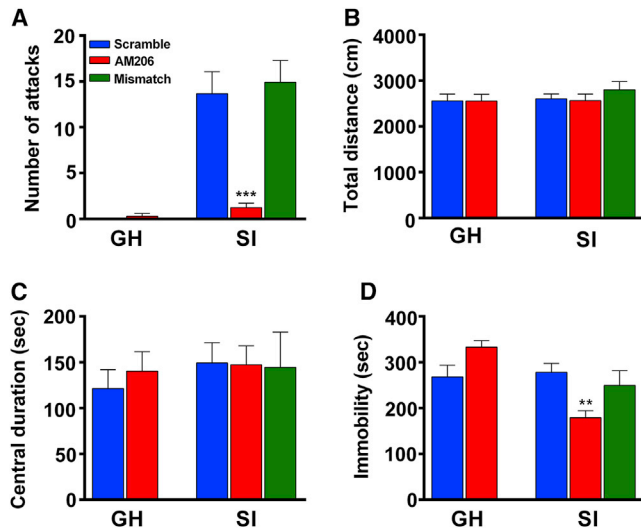 A
Number of attacks
20
15
10
5
0
Scramble
AM206
Mismatch
***
GH SI
B
Total distance (cm)
4000
3000
2000
1000
0
GH SI
C
Central duration (sec)
200
150
100
50
0
GH SI
D
Immobility (sec)
400
300
200
100
0
**
GH SI